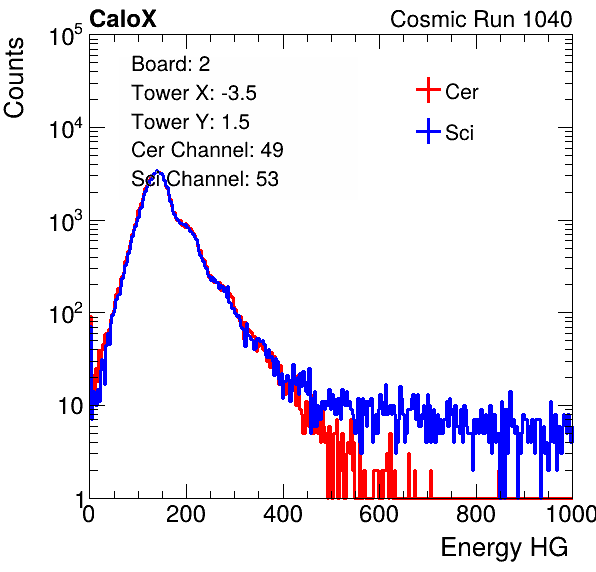 CaloX Cosmic Run 1040
Counts
10^5
10^4
10^3
10^2
10
1
Board: 2
Tower X: -3.5
Tower Y: 1.5
Cer Channel: 49
Sci Channel: 53
Cer
Sci
0 200 400 600 800 1000
Energy HG